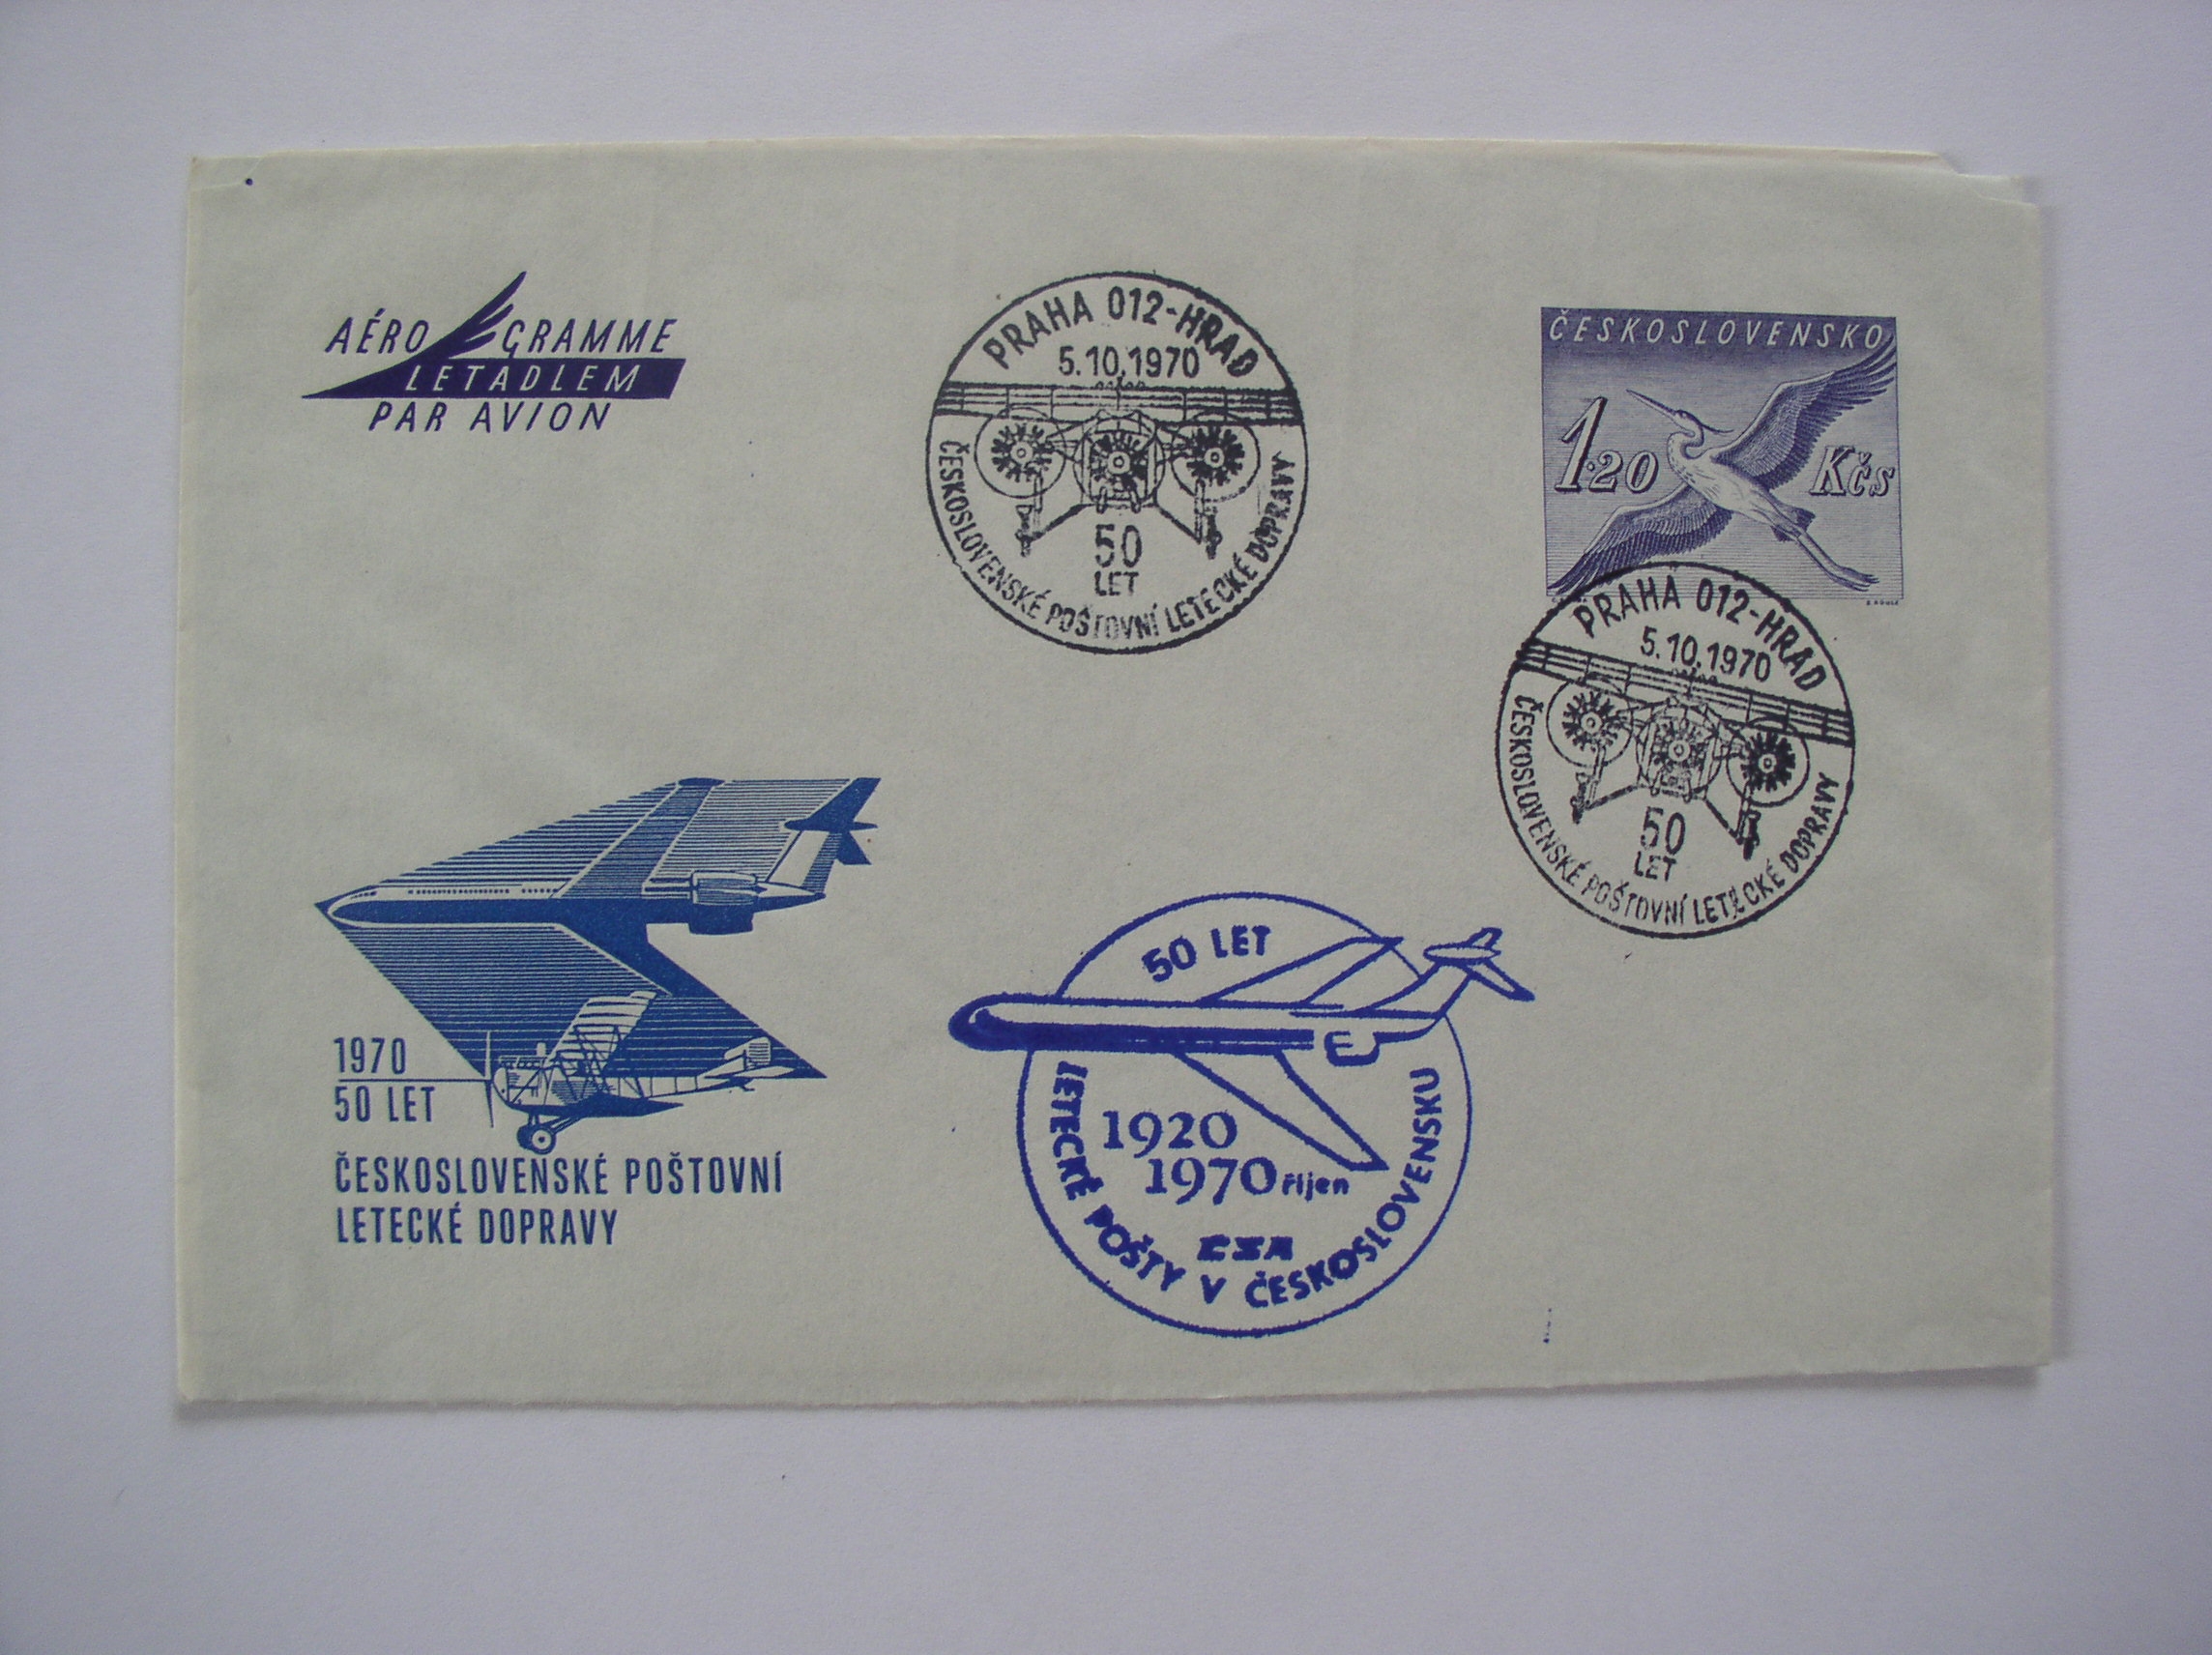 AÉROGRAMME
LETADLEM
PAR AVION
PRAHA 012-HRAD
5.10.1970
50
LET
ČESKOSLOVENSKÉ POŠTOVNÍ LETECKÉ DOPRAVY
ČESKOSLOVENSKO
1.20 Kčs
PRAHA 012-HRAD
5.10.1970
50
LET
ČESKOSLOVENSKÉ POŠTOVNÍ LETECKÉ DOPRAVY
1970
50 LET
ČESKOSLOVENSKÉ POŠTOVNÍ
LETECKÉ DOPRAVY
50 LET
1920
1970 říjen
ČSA
LETECKÉ POŠTY V ČESKOSLOVENSKU